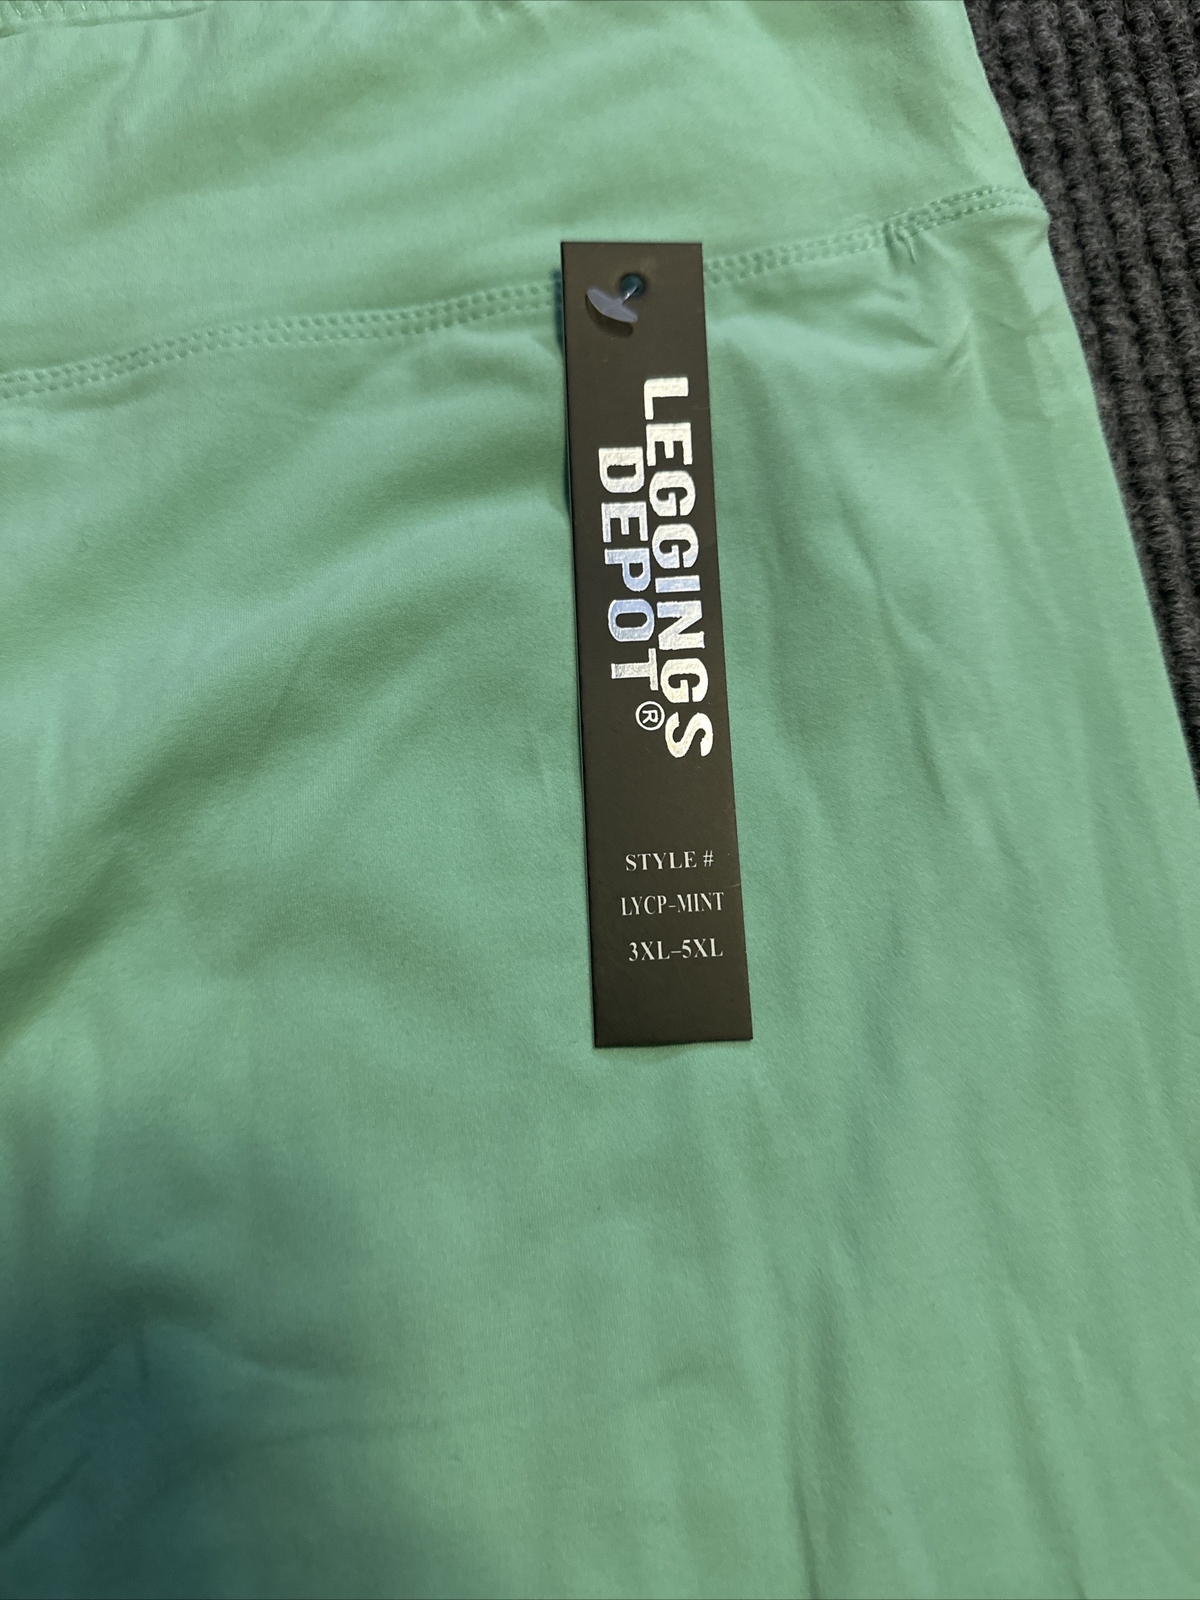 LEGGINGS
DEPOT®
STYLE #
LYCP-MINT
3XL-5XL